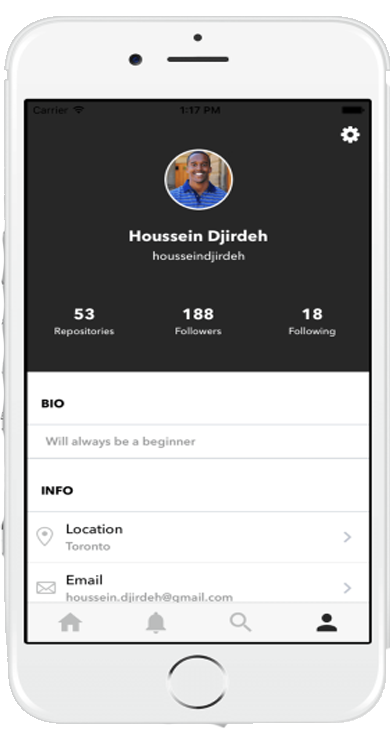 Carrier 1:17 PM
Houssein Djirdeh
housseindjirdeh
53 188 18
Repositories Followers Following
BIO
Will always be a beginner
INFO
Location
Toronto
Email
houssein.djirdeh@gmail.com